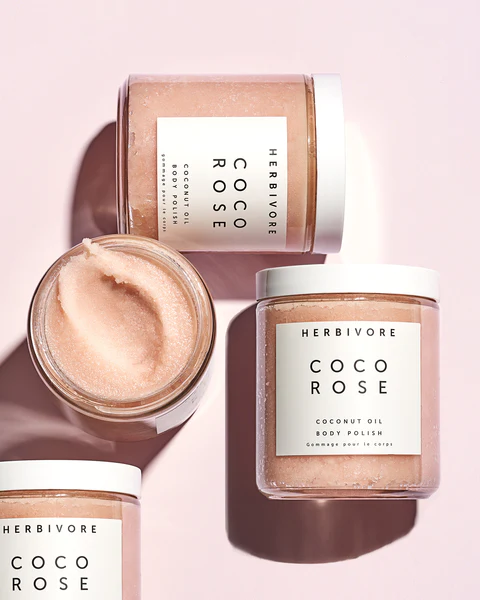 HERBIVORE
COCO
ROSE
COCONUT OIL
BODY POLISH
Gommage pour le corps
HERBIVORE
COCO
ROSE
COCONUT OIL
BODY POLISH
Gommage pour le corps
HERBIVORE
COCO
ROSE